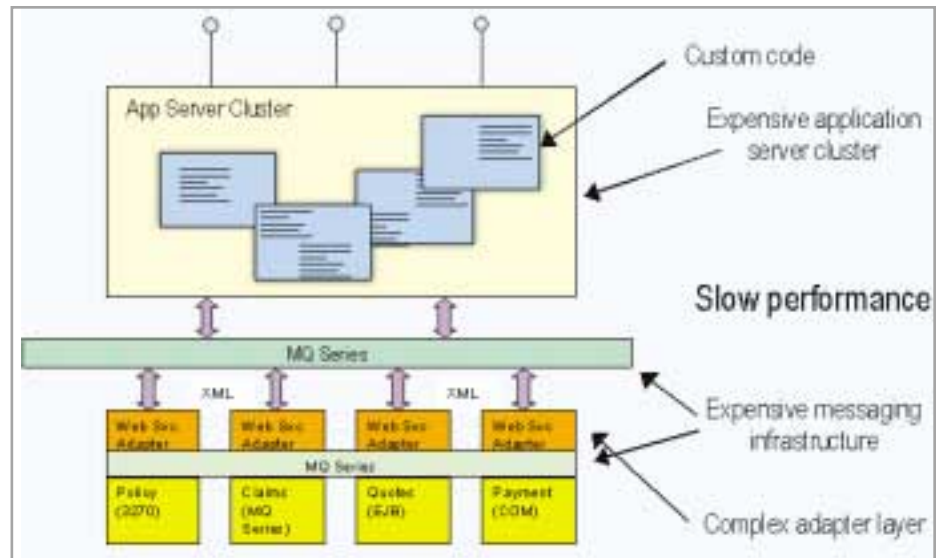 Custom code
App Server Cluster
Expensive application
server cluster
Slow performance
MQ Series
XML
XML
Web Svc
Adapter
Web Svc
Adapter
Web Svc
Adapter
Web Svc
Adapter
Expensive messaging
infrastructure
MQ Series
Policy
(3270)
Claims
(MQ
Series)
Quotes
(EJB)
Payment
(COM)
Complex adapter layer